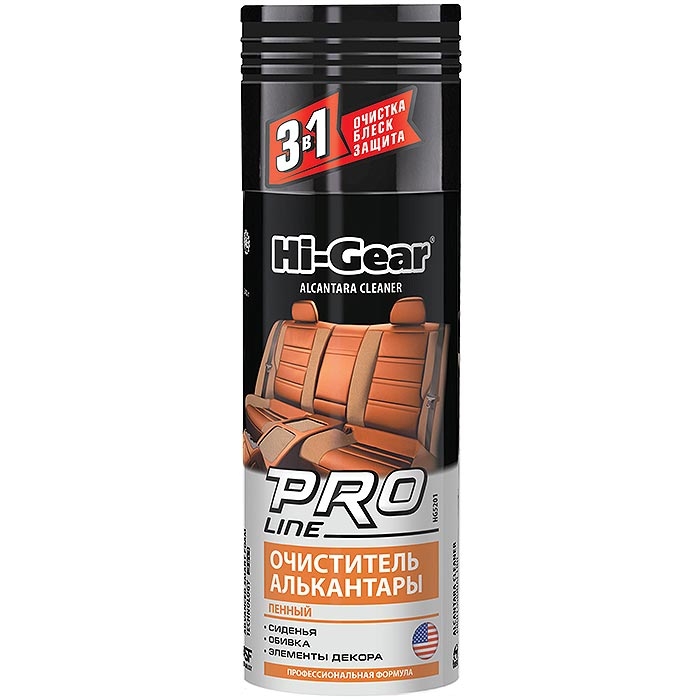 3в1
ОЧИСТКА
БЛЕСК
ЗАЩИТА
Hi-Gear®
ALCANTARA CLEANER
PRO
LINE
HG5201
ОЧИСТИТЕЛЬ
АЛЬКАНТАРЫ
ПЕННЫЙ
• СИДЕНЬЯ
• ОБИВКА
• ЭЛЕМЕНТЫ ДЕКОРА
ПРОФЕССИОНАЛЬНАЯ ФОРМУЛА
ALCANTARA CLEANER